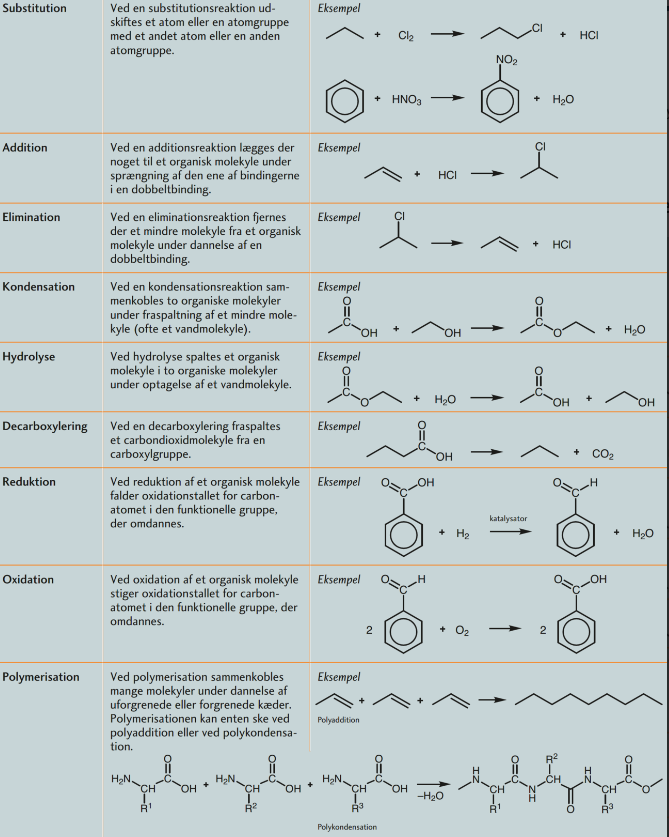 Substitution
Ved en substitutionsreaktion ud-
skiftes et atom eller en atomgruppe
med et andet atom eller en anden
atomgruppe.
Eksempel
+ Cl2 Cl + HCl
NO2
+ HNO3 + H2O
Addition
Ved en additionsreaktion lægges der
noget til et organisk molekyle under
sprængning af den ene af bindingerne
i en dobbeltbinding.
Eksempel
Cl
+ HCl
Elimination
Ved en eliminationsreaktion fjernes
der et mindre molekyle fra et organisk
molekyle under dannelse af en
dobbeltbinding.
Eksempel
Cl
+ HCl
Kondensation
Ved en kondensationsreaktion sam-
menkobles to organiske molekyler
under fraspaltning af et mindre mole-
kyle (ofte et vandmolekyle).
Eksempel
O O
C C
OH + OH O + H2O
Hydrolyse
Ved hydrolyse spaltes et organisk
molekyle i to organiske molekyler
under optagelse af et vandmolekyle.
Eksempel
O O
C C
O + H2O OH + OH
Decarboxylering
Ved en decarboxylering fraspaltes
et carbondioxidmolekyle fra en
carboxylgruppe.
Eksempel
O
C
OH + CO2
Reduktion
Ved reduktion af et organisk molekyle
falder oxidationstallet for carbon-
atomet i den funktionelle gruppe,
der omdannes.
Eksempel
O OH O H
C C
katalysator
+ H2 + H2O
Oxidation
Ved oxidation af et organisk molekyle
stiger oxidationstallet for carbon-
atomet i den funktionelle gruppe, der
omdannes.
Eksempel
O H O OH
C C
2 + O2 2
Polymerisation
Ved polymerisation sammenkobles
mange molekyler under dannelse af
uforgrenede eller forgrenede kæder.
Polymerisationen kan enten ske ved
polyaddition eller ved polykondensa-
tion.
Eksempel
+ +
Polyaddition
O O O H O R2 H O
H2N C H2N C H2N C N C CH N C
CH OH + CH OH + CH OH –H2O CH N C CH O
R1 R2 R3 R1 H O R3
Polykondensation